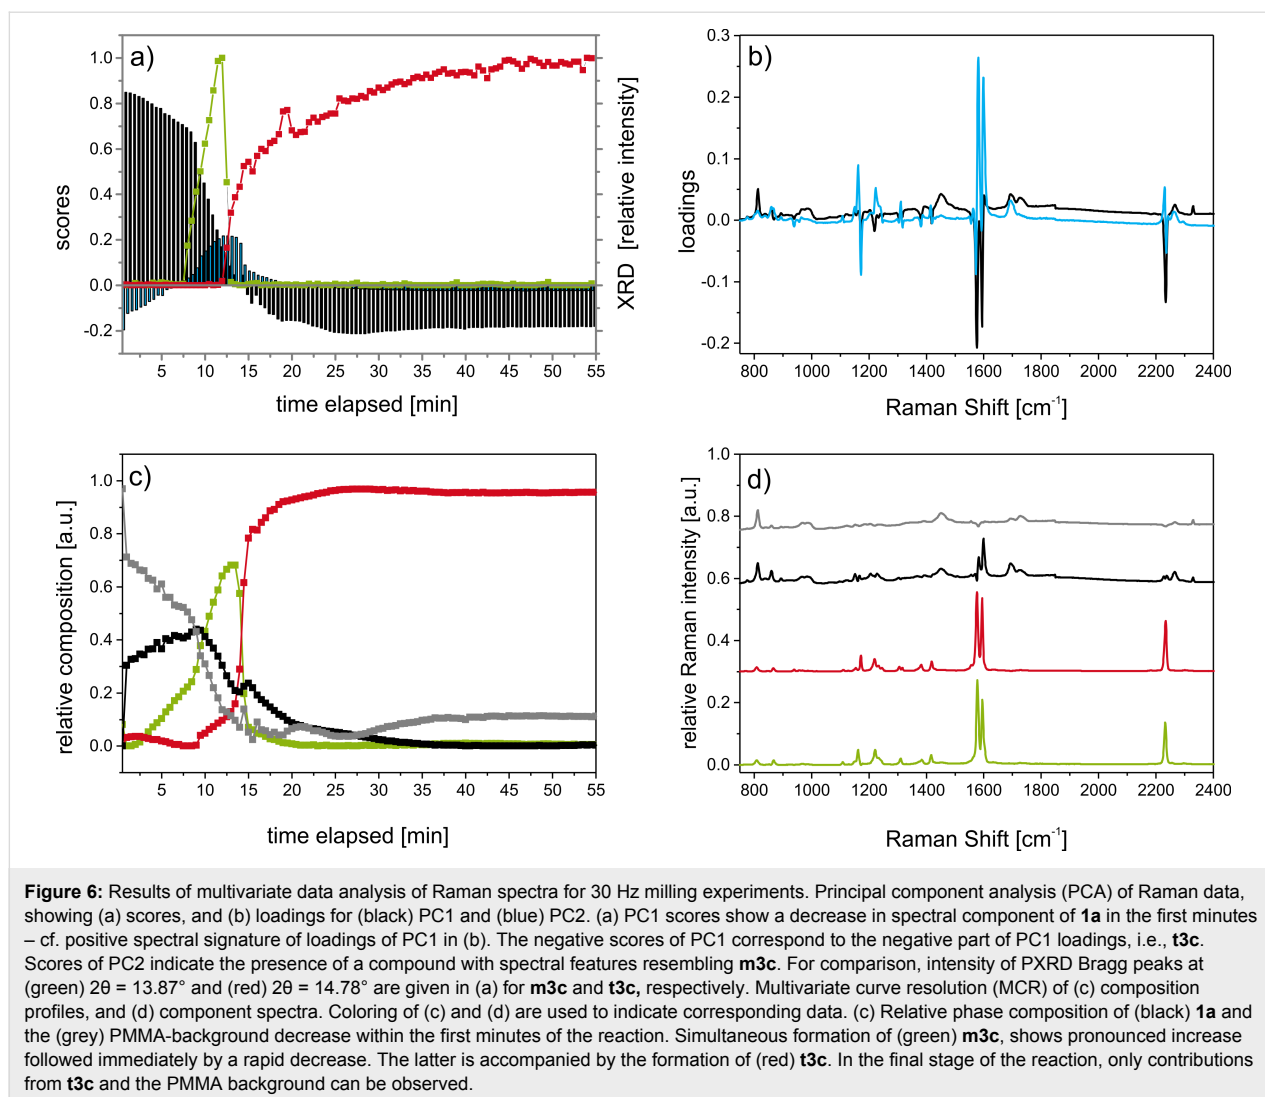 a)
1.0
0.8
0.6
0.4
0.2
0.0
-0.2
scores
XRD [relative intensity]
5 10 15 20 25 30 35 40 45 50 55
time elapsed [min]
b)
0.3
0.2
0.1
0.0
-0.1
-0.2
loadings
800 1000 1200 1400 1600 1800 2000 2200 2400
Raman Shift [cm-1]
c)
1.0
0.8
0.6
0.4
0.2
0.0
relative composition [a.u.]
5 10 15 20 25 30 35 40 45 50 55
time elapsed [min]
d)
1.0
0.8
0.6
0.4
0.2
0.0
relative Raman intensity [a.u.]
800 1000 1200 1400 1600 1800 2000 2200 2400
Raman Shift [cm-1]
Figure 6: Results of multivariate data analysis of Raman spectra for 30 Hz milling experiments. Principal component analysis (PCA) of Raman data,
showing (a) scores, and (b) loadings for (black) PC1 and (blue) PC2. (a) PC1 scores show a decrease in spectral component of 1a in the first minutes
– cf. positive spectral signature of loadings of PC1 in (b). The negative scores of PC1 correspond to the negative part of PC1 loadings, i.e., t3c.
Scores of PC2 indicate the presence of a compound with spectral features resembling m3c. For comparison, intensity of PXRD Bragg peaks at
(green) 2θ = 13.87° and (red) 2θ = 14.78° are given in (a) for m3c and t3c, respectively. Multivariate curve resolution (MCR) of (c) composition
profiles, and (d) component spectra. Coloring of (c) and (d) are used to indicate corresponding data. (c) Relative phase composition of (black) 1a and
the (grey) PMMA-background decrease within the first minutes of the reaction. Simultaneous formation of (green) m3c, shows pronounced increase
followed immediately by a rapid decrease. The latter is accompanied by the formation of (red) t3c. In the final stage of the reaction, only contributions
from t3c and the PMMA background can be observed.